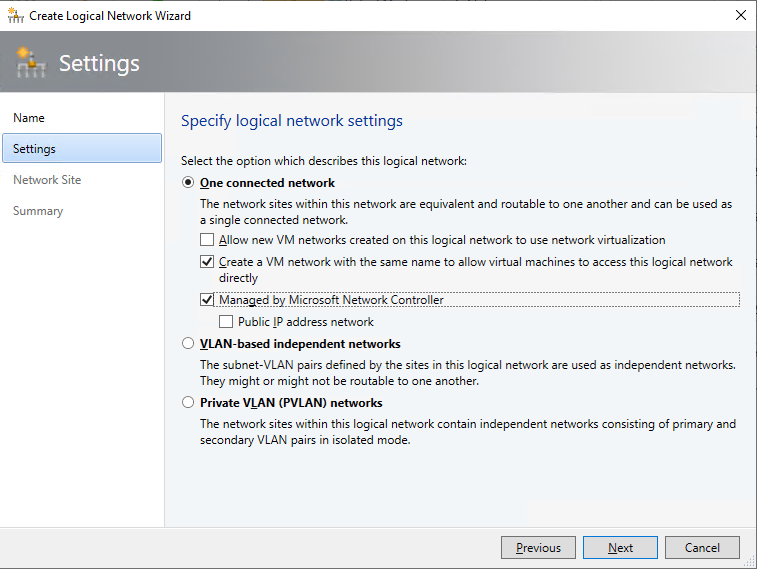 Create Logical Network Wizard
Settings
Name
Settings
Network Site
Summary
Specify logical network settings
Select the option which describes this logical network:
One connected network
The network sites within this network are equivalent and routable to one another and can be used as
a single connected network.
Allow new VM networks created on this logical network to use network virtualization
Create a VM network with the same name to allow virtual machines to access this logical network
directly
Managed by Microsoft Network Controller
Public IP address network
VLAN-based independent networks
The subnet-VLAN pairs defined by the sites in this logical network are used as independent networks.
They might or might not be routable to one another.
Private VLAN (PVLAN) networks
The network sites within this logical network contain independent networks consisting of primary and
secondary VLAN pairs in isolated mode.
Previous
Next
Cancel